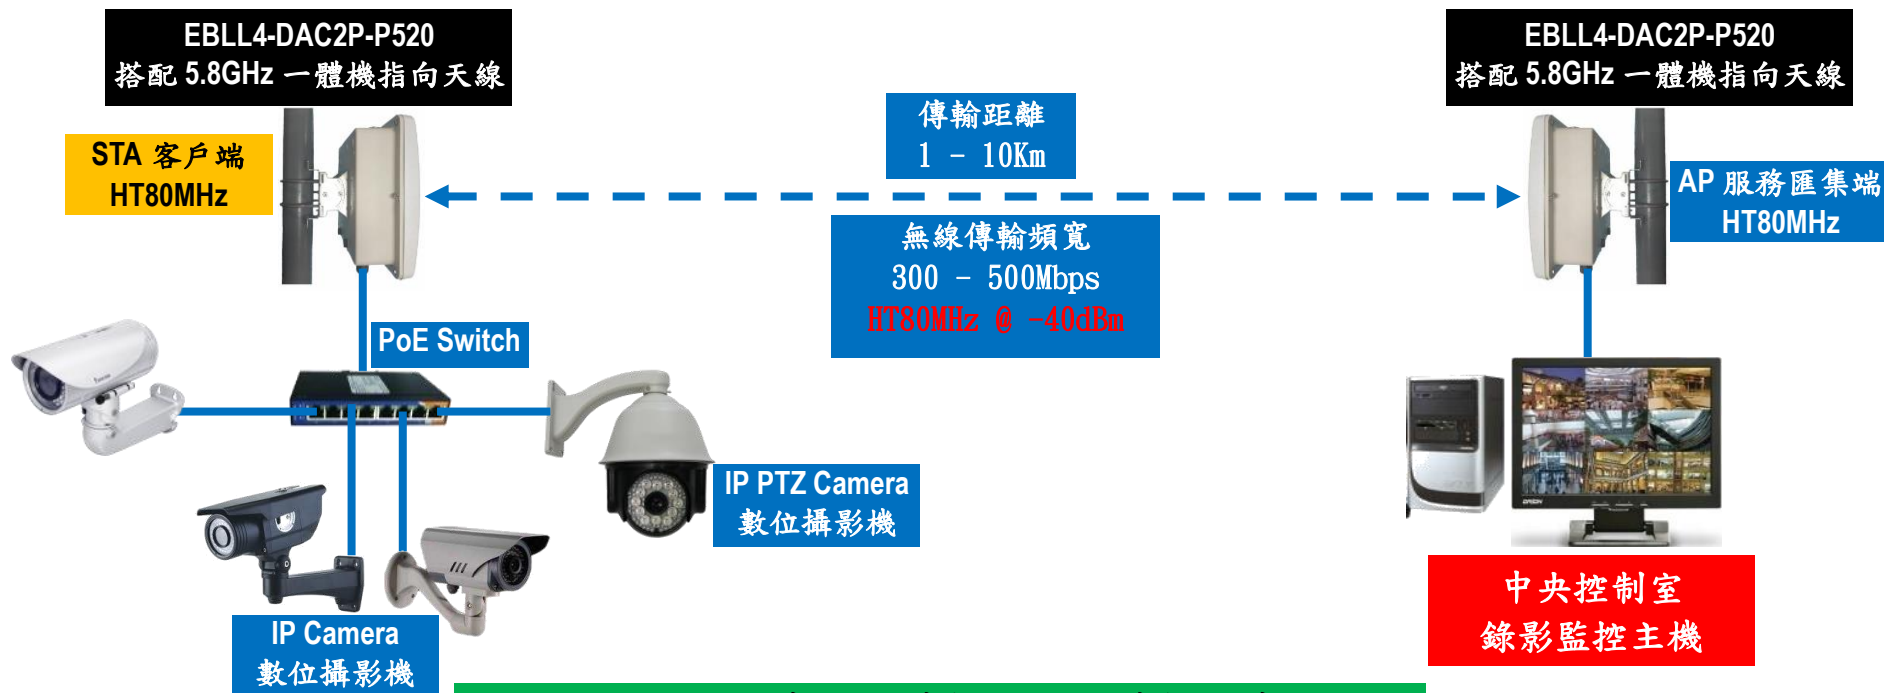 EBLL4-DAC2P-P520
搭配 5.8GHz 一體機指向天線
EBLL4-DAC2P-P520
搭配 5.8GHz 一體機指向天線
STA 客戶端
HT80MHz
傳輸距離
1 - 10Km
AP 服務匯集端
HT80MHz
無線傳輸頻寬
300 - 500Mbps
HT80MHz @ -40dBm
PoE Switch
IP PTZ Camera
數位攝影機
IP Camera
數位攝影機
中央控制室
錄影監控主機